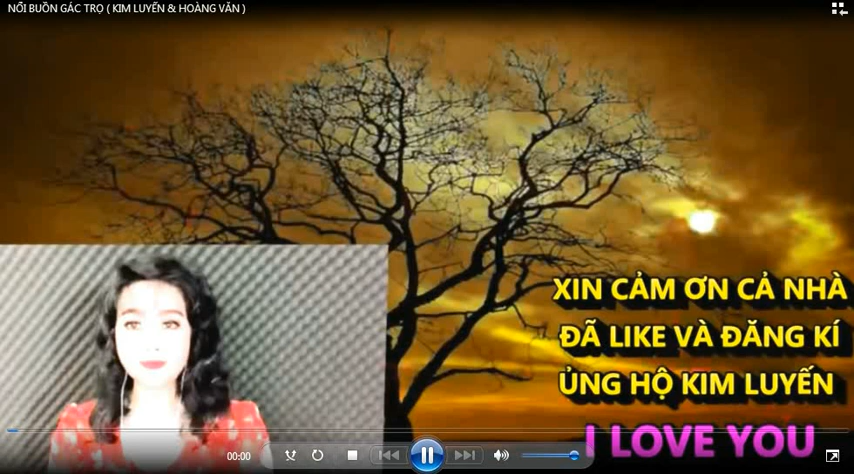 NỔI BUỒN GÁC TRỌ ( KIM LUYẾN & HOÀNG VĂN )
XIN CẢM ƠN CẢ NHÀ
ĐÃ LIKE VÀ ĐĂNG KÍ
ỦNG HỘ KIM LUYẾN
I LOVE YOU
00:00